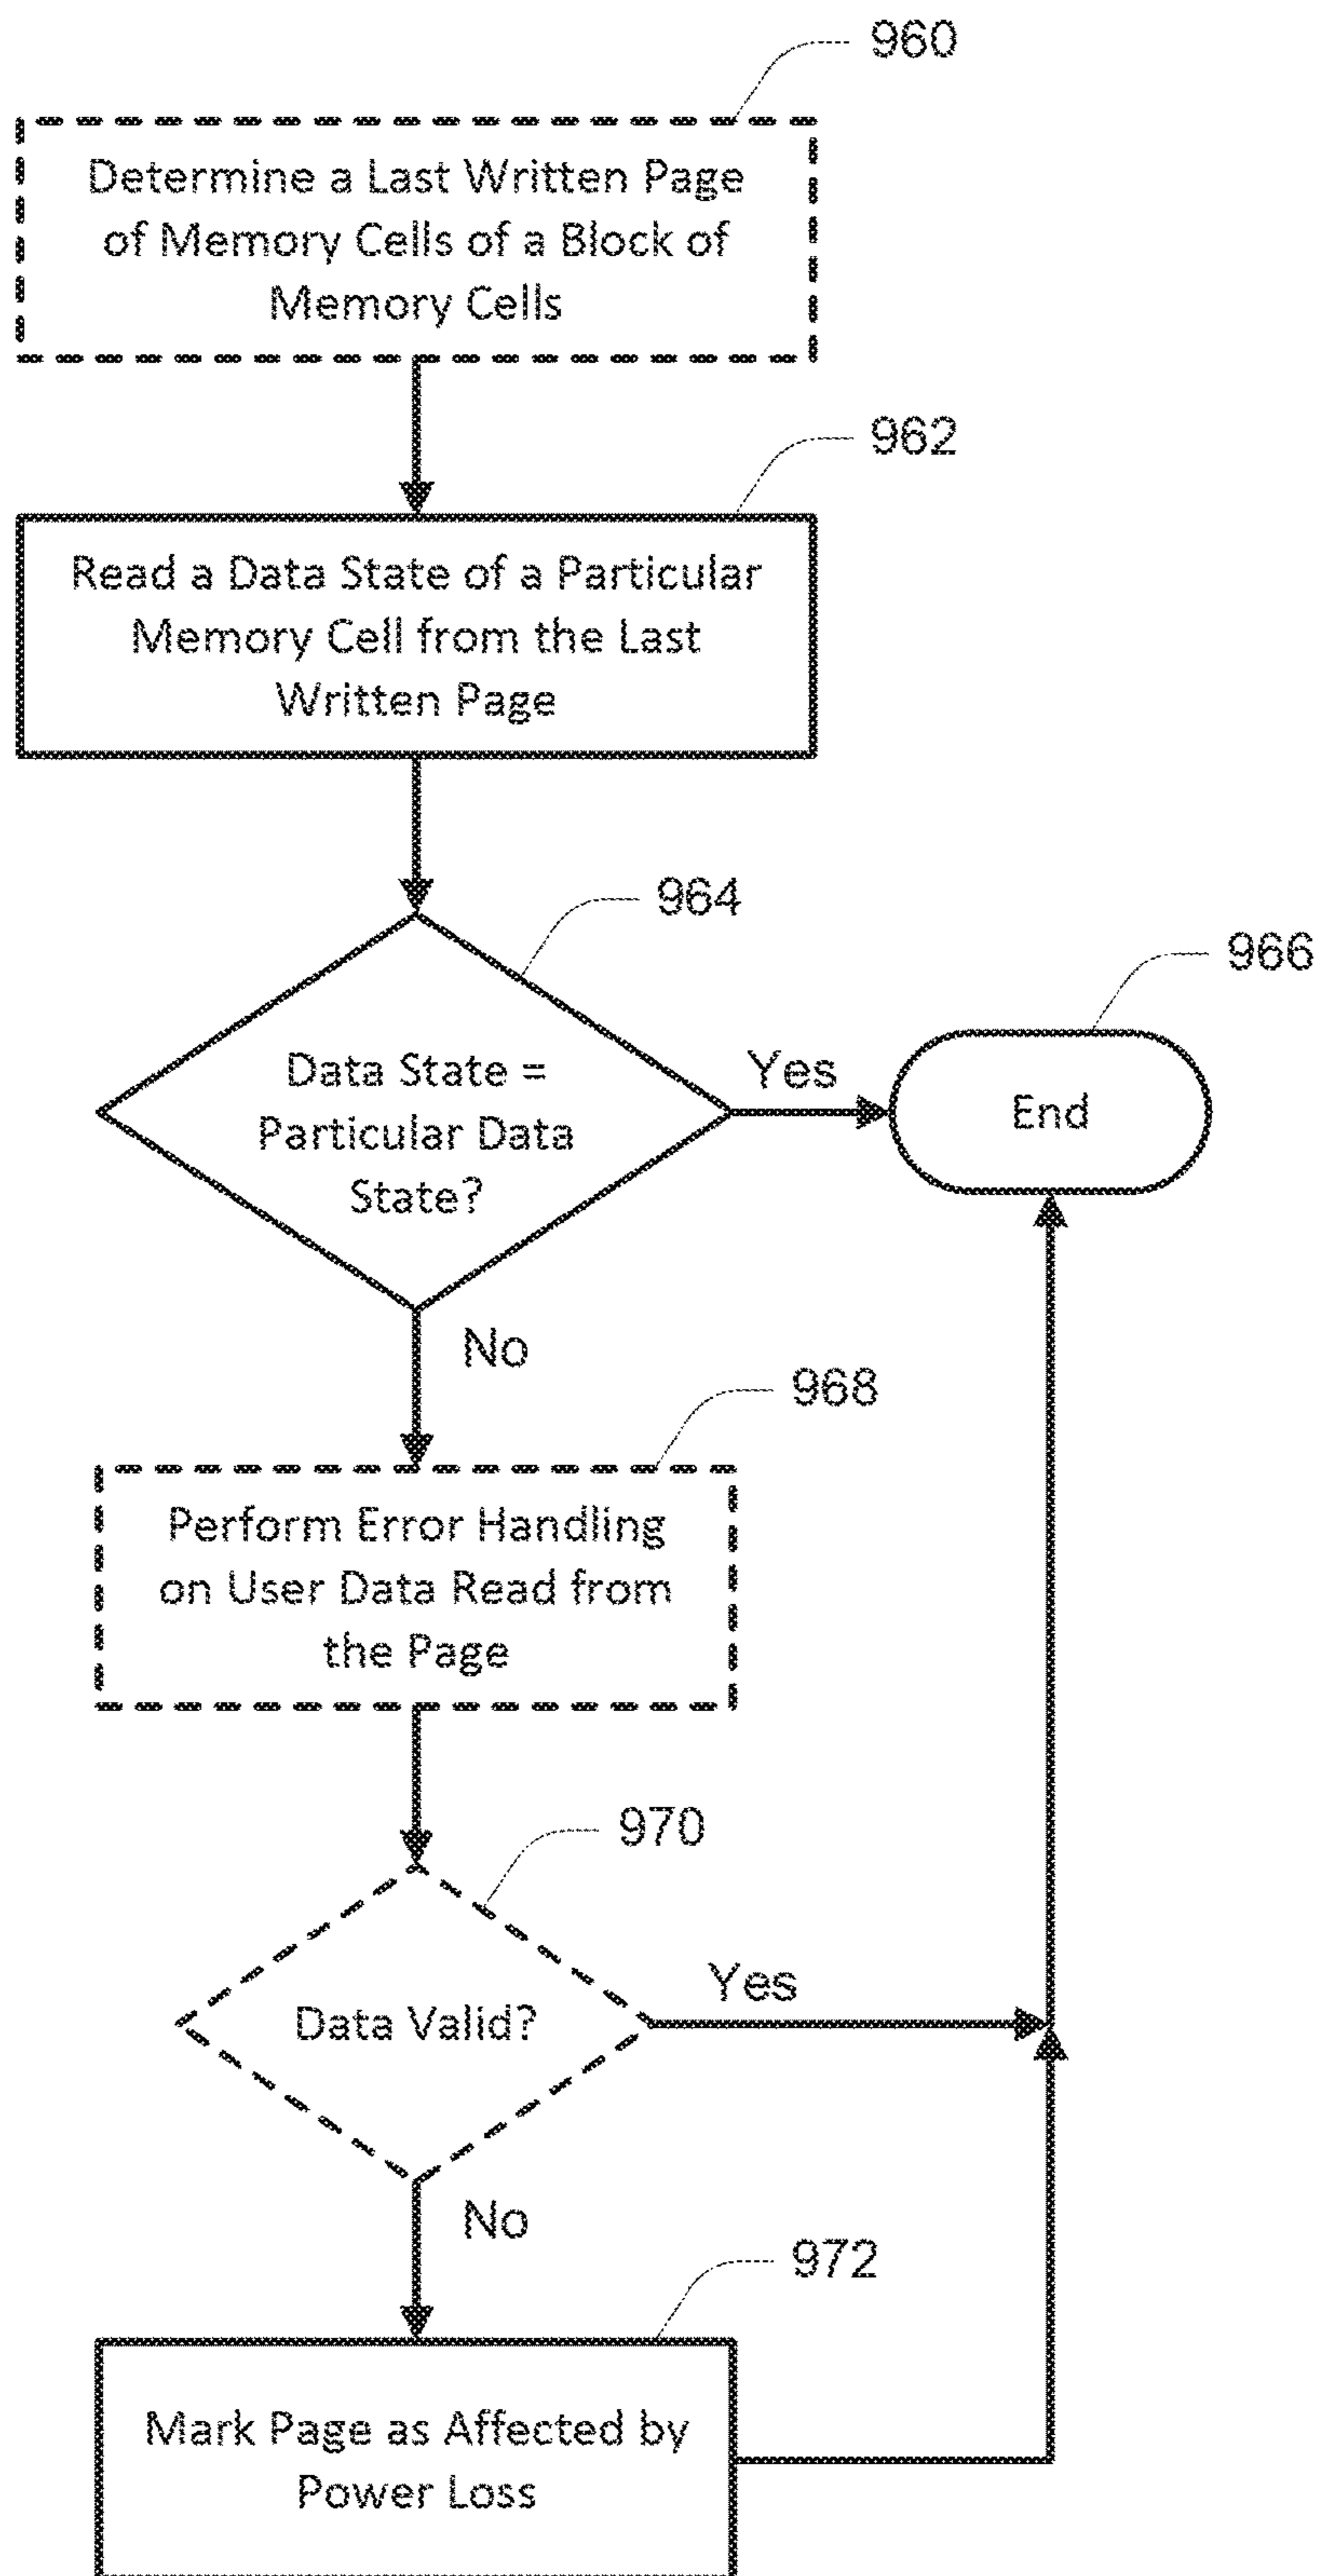 960
Determine a Last Written Page
of Memory Cells of a Block of
Memory Cells
962
Read a Data State of a Particular
Memory Cell from the Last
Written Page
964
966
Data State =
Particular Data
State?
Yes
End
No
968
Perform Error Handling
on User Data Read from
the Page
970
Data Valid?
Yes
No
972
Mark Page as Affected by
Power Loss